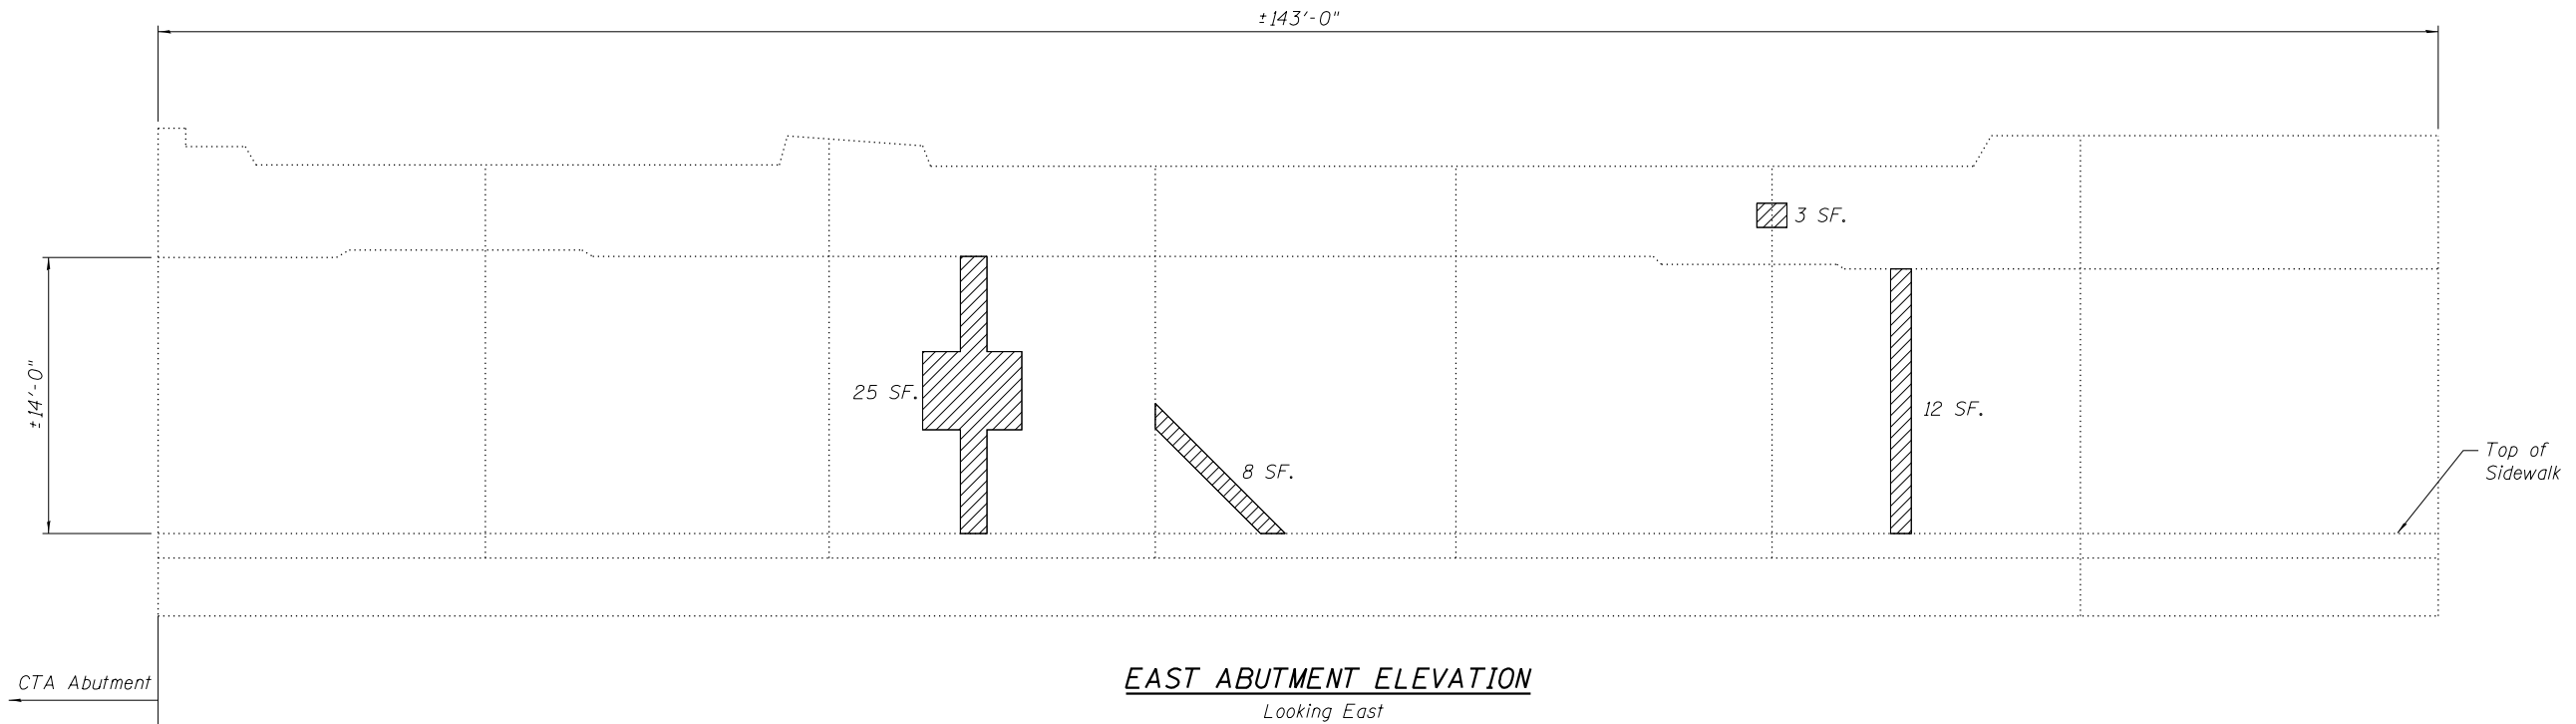 ±143'-0"
3 SF.
±14'-0"
25 SF.
12 SF.
8 SF.
Top of
Sidewalk
CTA Abutment
EAST ABUTMENT ELEVATION
Looking East